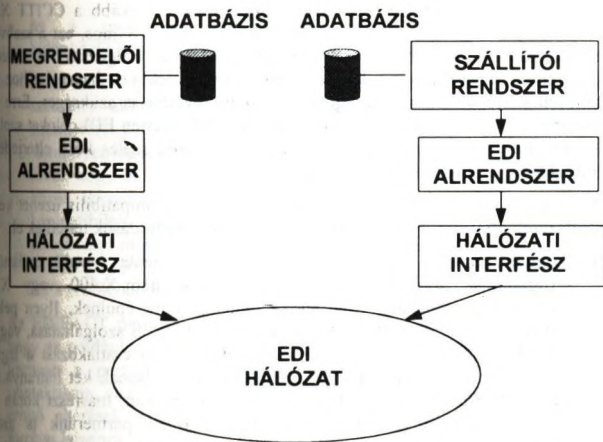 ADATBÁZIS ADATBÁZIS
MEGRENDELŐI
RENDSZER
SZÁLLÍTÓI
RENDSZER
EDI
ALRENDSZER
EDI
ALRENDSZER
HÁLÓZATI
INTERFÉSZ
HÁLÓZATI
INTERFÉSZ
EDI
HÁLÓZAT